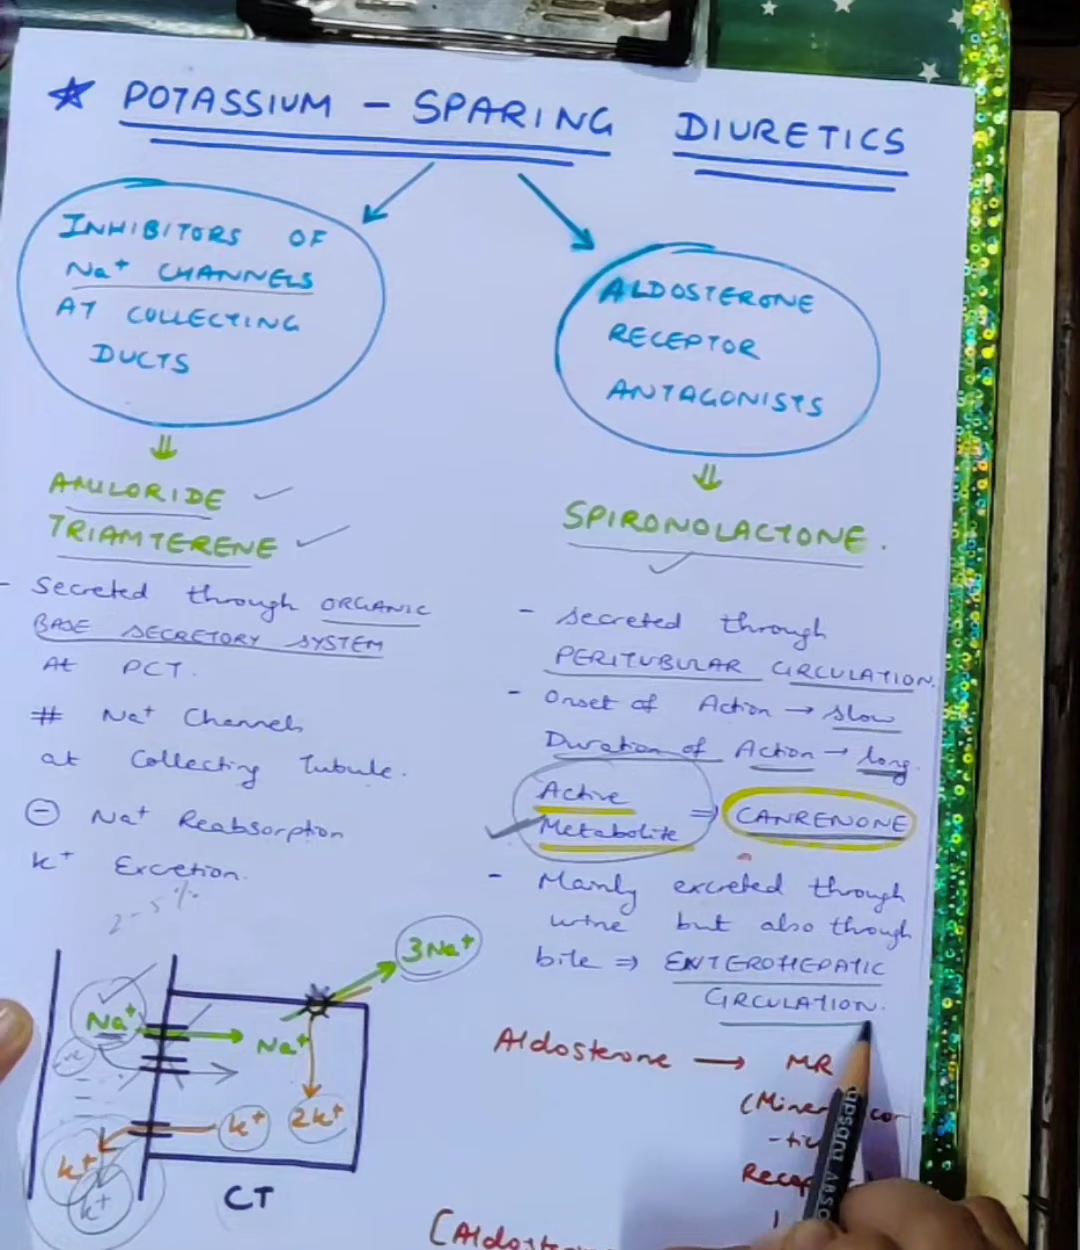 POTASSIUM - SPARING DIURETICS
INHIBITORS OF
Na+ CHANNELS
AT COLLECTING
DUCTS
AMILORIDE
TRIAMTERENE
- Secreted through ORGANIC
BASE SECRETORY SYSTEM
At PCT.
# Na+ Channels
at Collecting Tubule.
⊖ Na+ Reabsorption
K+ Excretion.
2-5%
Na+
Na+
3Na+
2K+
K+
K+
K+
CT
ALDOSTERONE
RECEPTOR
ANTAGONISTS
SPIRONOLACTONE.
- secreted through
PERITUBULAR CIRCULATION.
- Onset of Action → slow
Duration of Action → long.
Active
Metabolite ⇒ CANRENONE
- Mainly excreted through
urine but also though
bile ⇒ ENTEROHEPATIC
CIRCULATION.
Aldosterone → MR